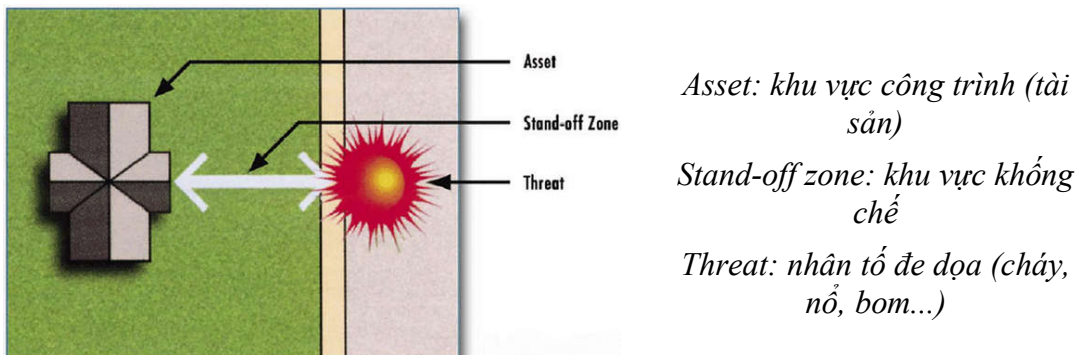 Asset
Stand-off Zone
Threat
Asset: khu vực công trình (tài
sản)
Stand-off zone: khu vực khống
chế
Threat: nhân tố đe dọa (cháy,
nổ, bom...)